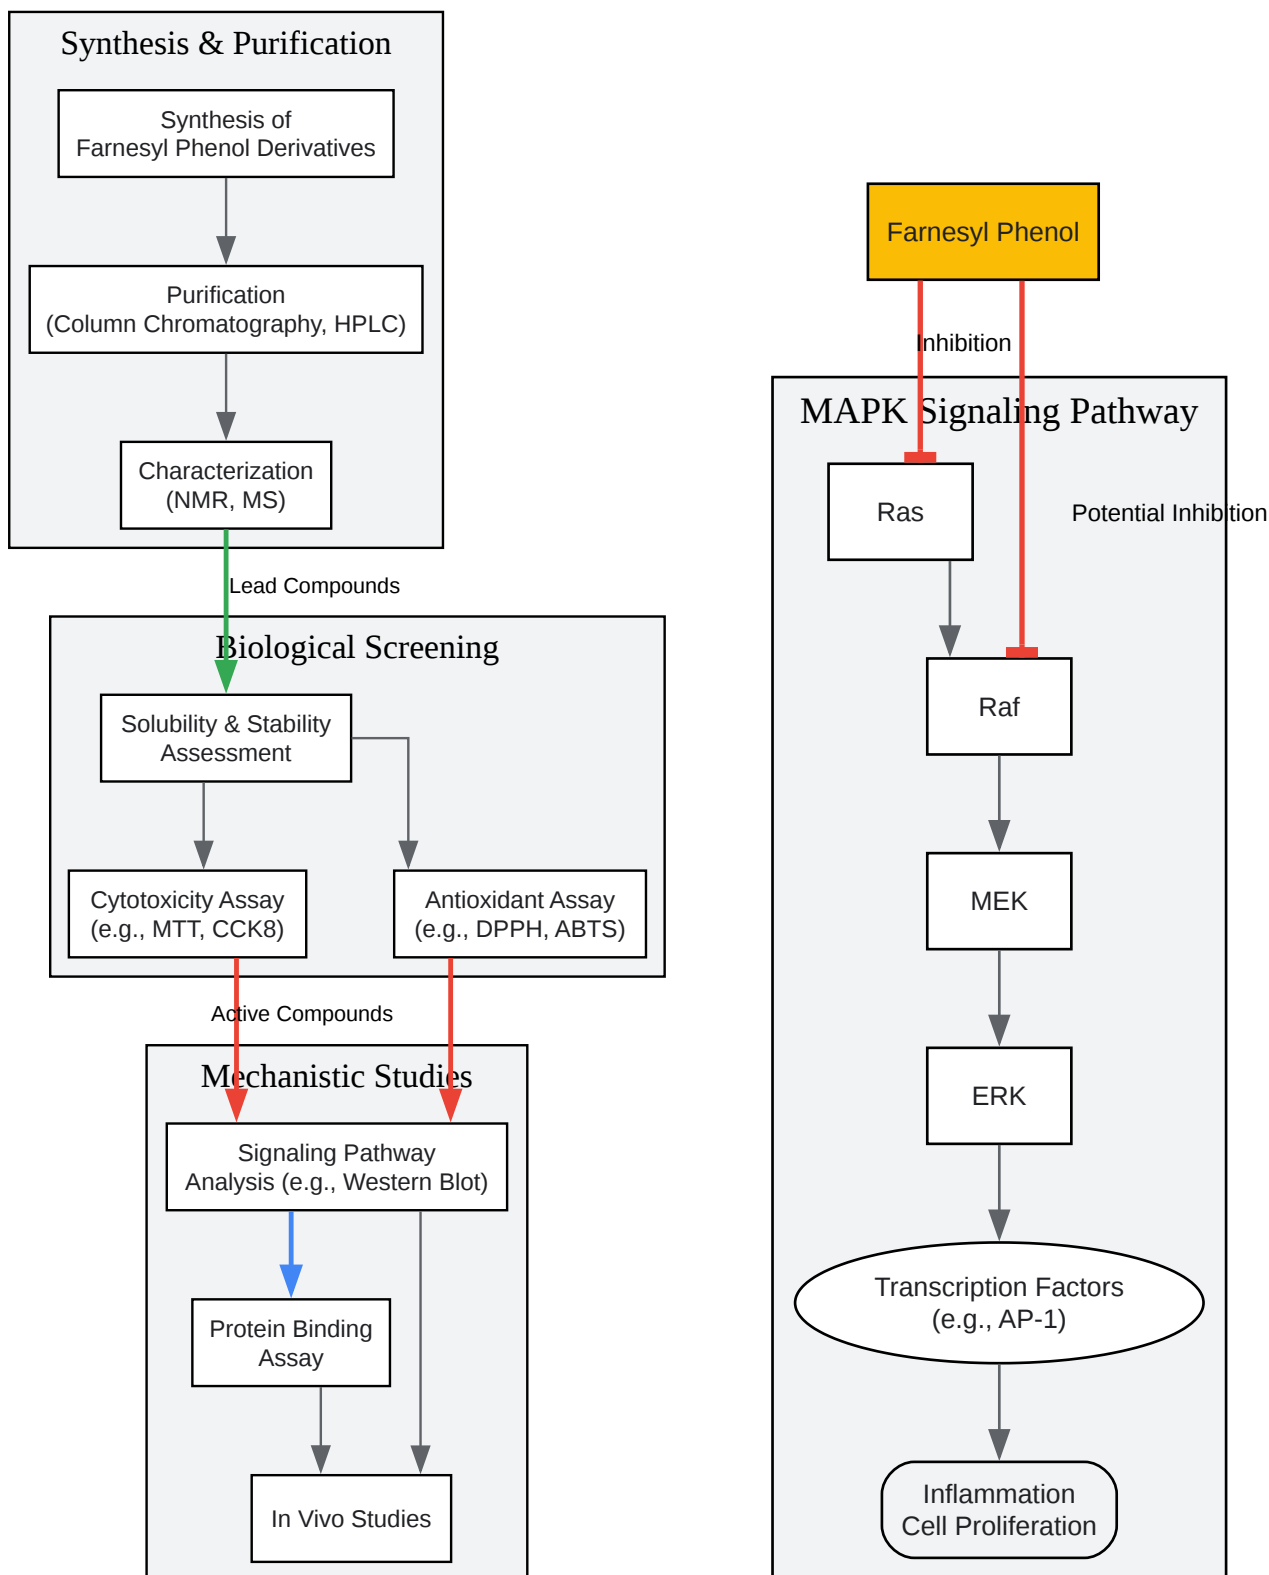 Synthesis & Purification
Synthesis of
Farnesyl Phenol Derivatives
Purification
(Column Chromatography, HPLC)
Characterization
(NMR, MS)
Lead Compounds
Biological Screening
Solubility & Stability
Assessment
Cytotoxicity Assay
(e.g., MTT, CCK8)
Antioxidant Assay
(e.g., DPPH, ABTS)
Active Compounds
Mechanistic Studies
Signaling Pathway
Analysis (e.g., Western Blot)
Protein Binding
Assay
In Vivo Studies
Farnesyl Phenol
Inhibition
MAPK Signaling Pathway
Ras
Potential Inhibition
Raf
MEK
ERK
Transcription Factors
(e.g., AP-1)
Inflammation
Cell Proliferation